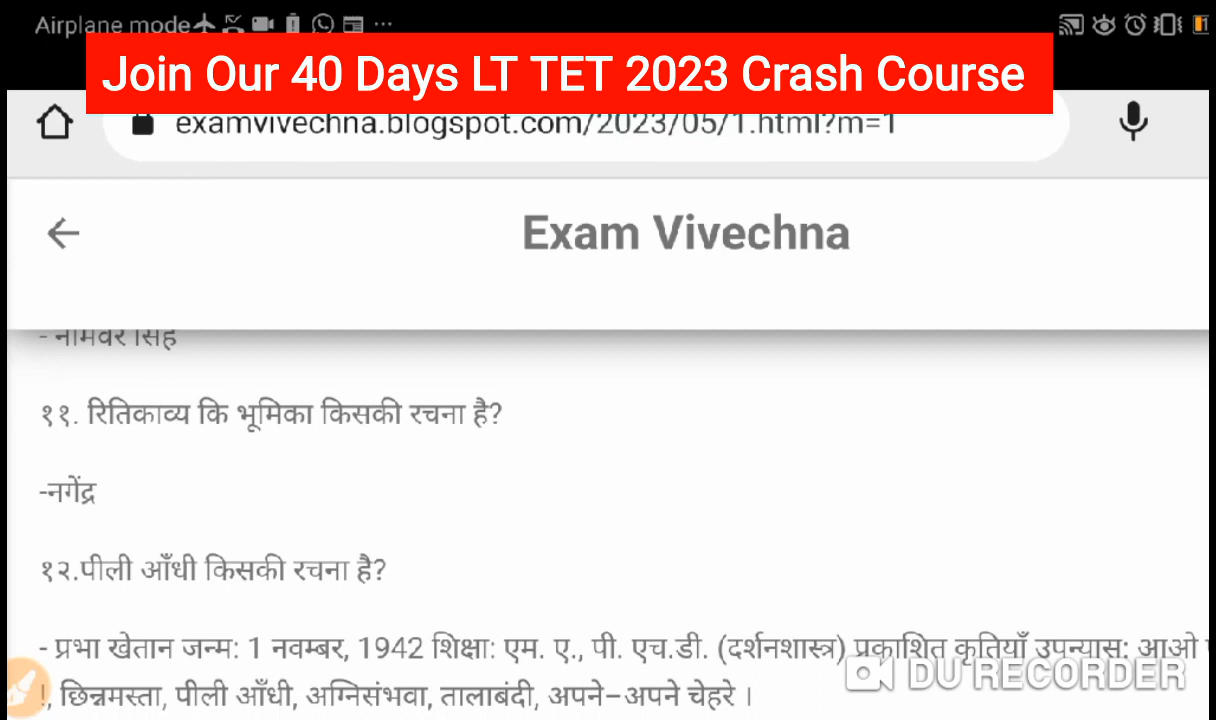 Airplane mode
Join Our 40 Days LT TET 2023 Crash Course
examvivechna.blogspot.com/2023/05/1.html?m=1
Exam Vivechna
- नामवर सिंह
११. रितिकाव्य कि भूमिका किसकी रचना है?
-नगेंद्र
१२.पीली आँधी किसकी रचना है?
- प्रभा खेतान जन्म: 1 नवम्बर, 1942 शिक्षा: एम. ए., पी. एच.डी. (दर्शनशास्त्र) प्रकाशित कृतियाँ उपन्यास: आओ
!, छिन्नमस्ता, पीली आँधी, अग्निसंभवा, तालाबंदी, अपने-अपने चेहरे ।
DU RECORDER